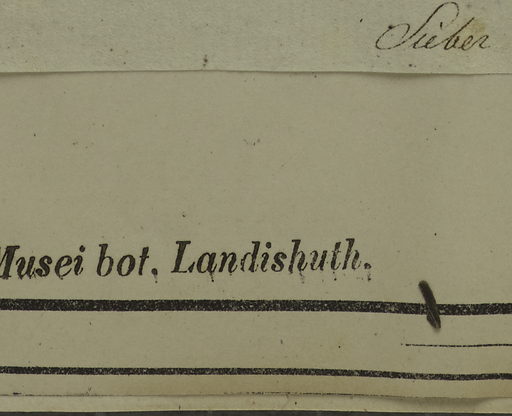 Sieber
Musei bot. Landishuth.